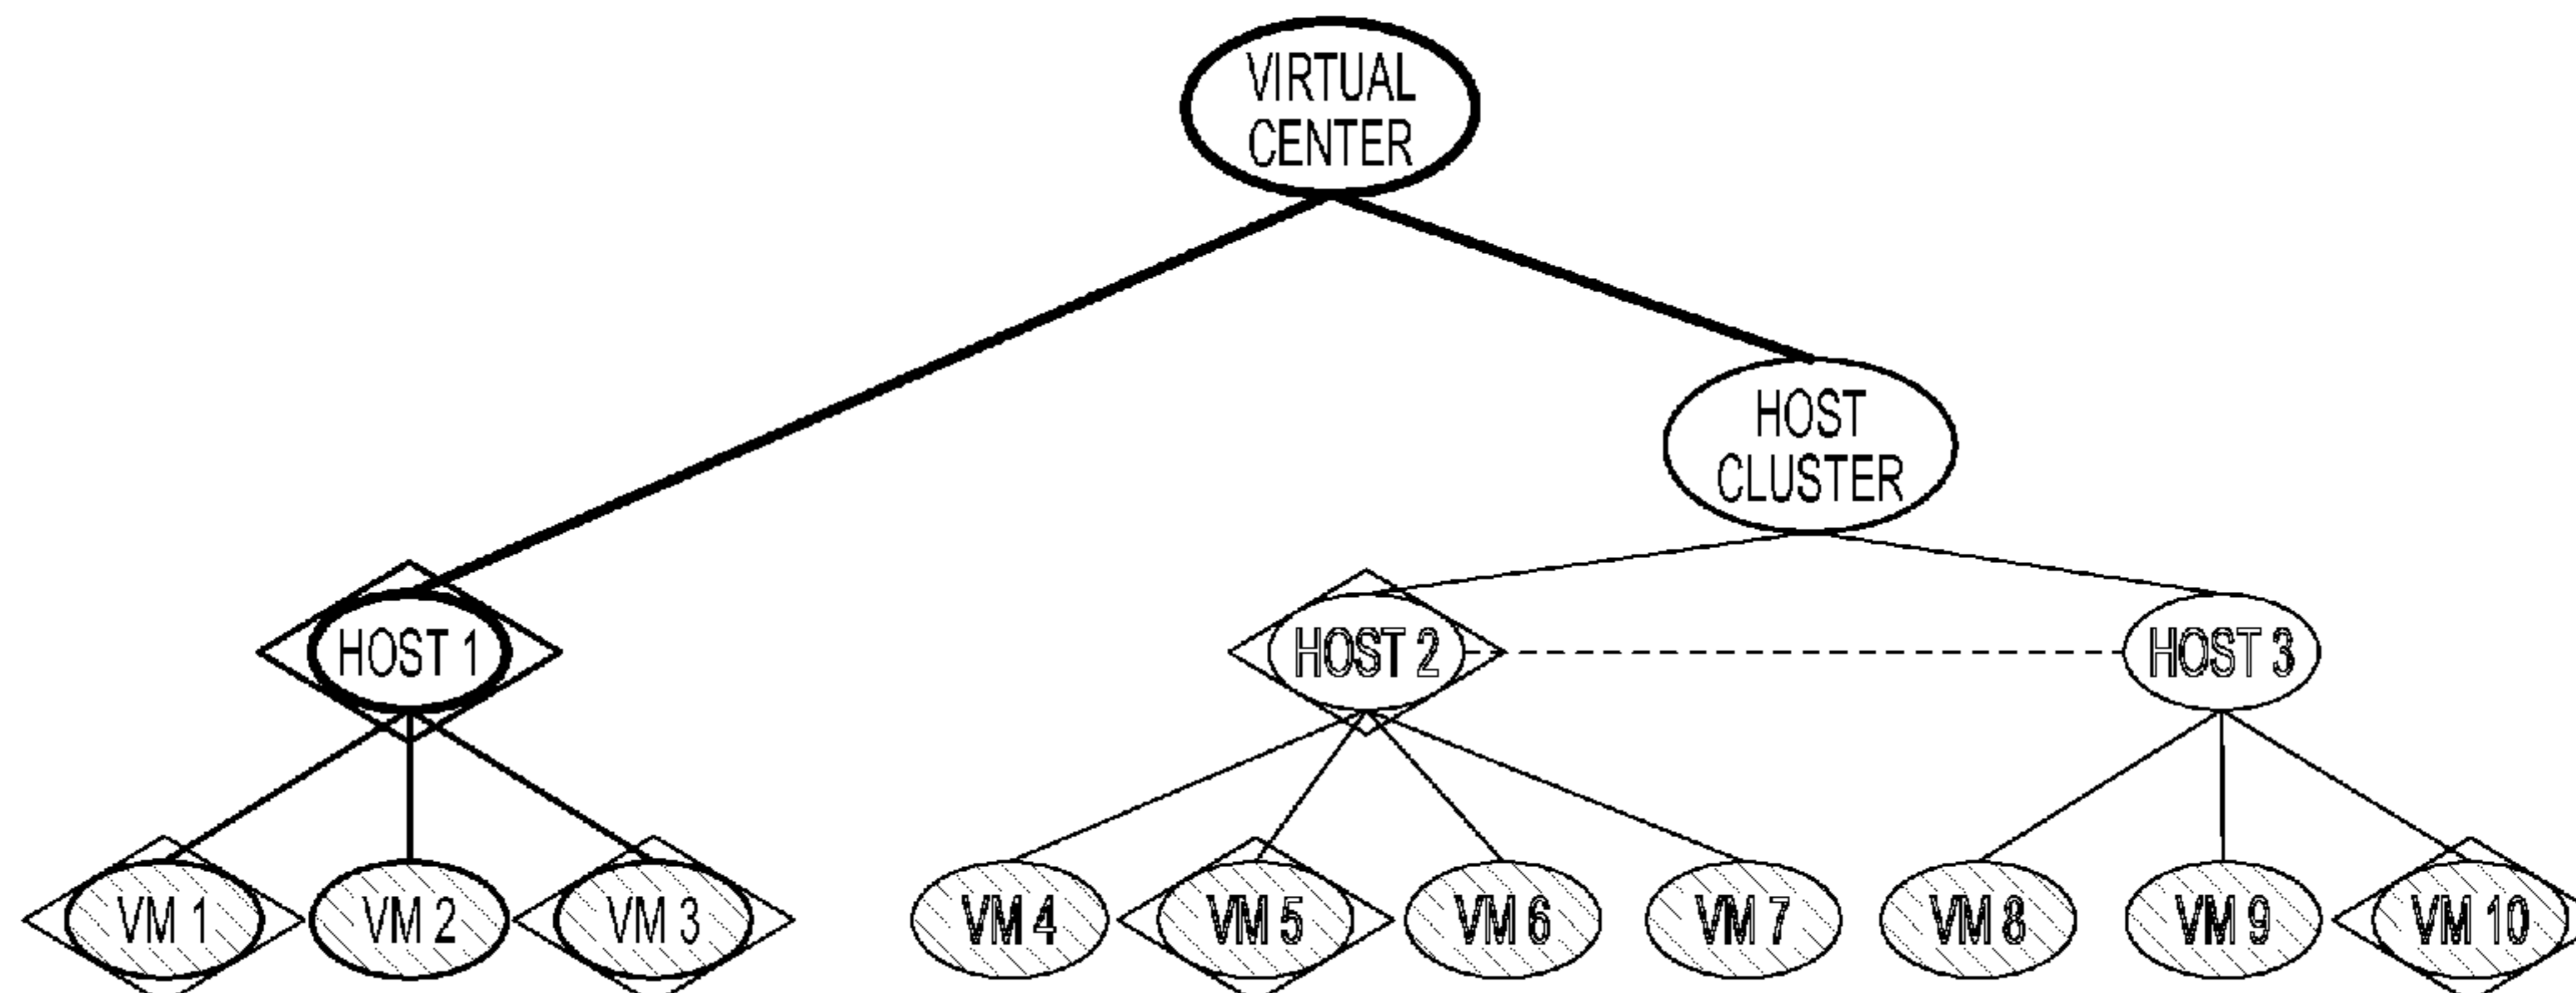 VIRTUAL
CENTER
HOST
CLUSTER
HOST 1
HOST 2
HOST 3
VM 1
VM 2
VM 3
VM 4
VM 5
VM 6
VM 7
VM 8
VM 9
VM 10